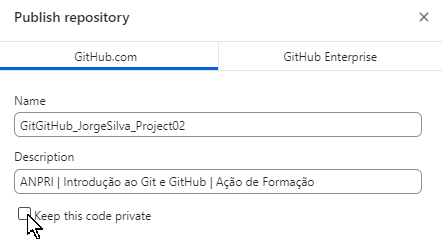 Publish repository
GitHub.com
GitHub Enterprise
Name
GitGitHub_JorgeSilva_Project02
Description
ANPRI | Introdução ao Git e GitHub | Ação de Formação
Keep this code private